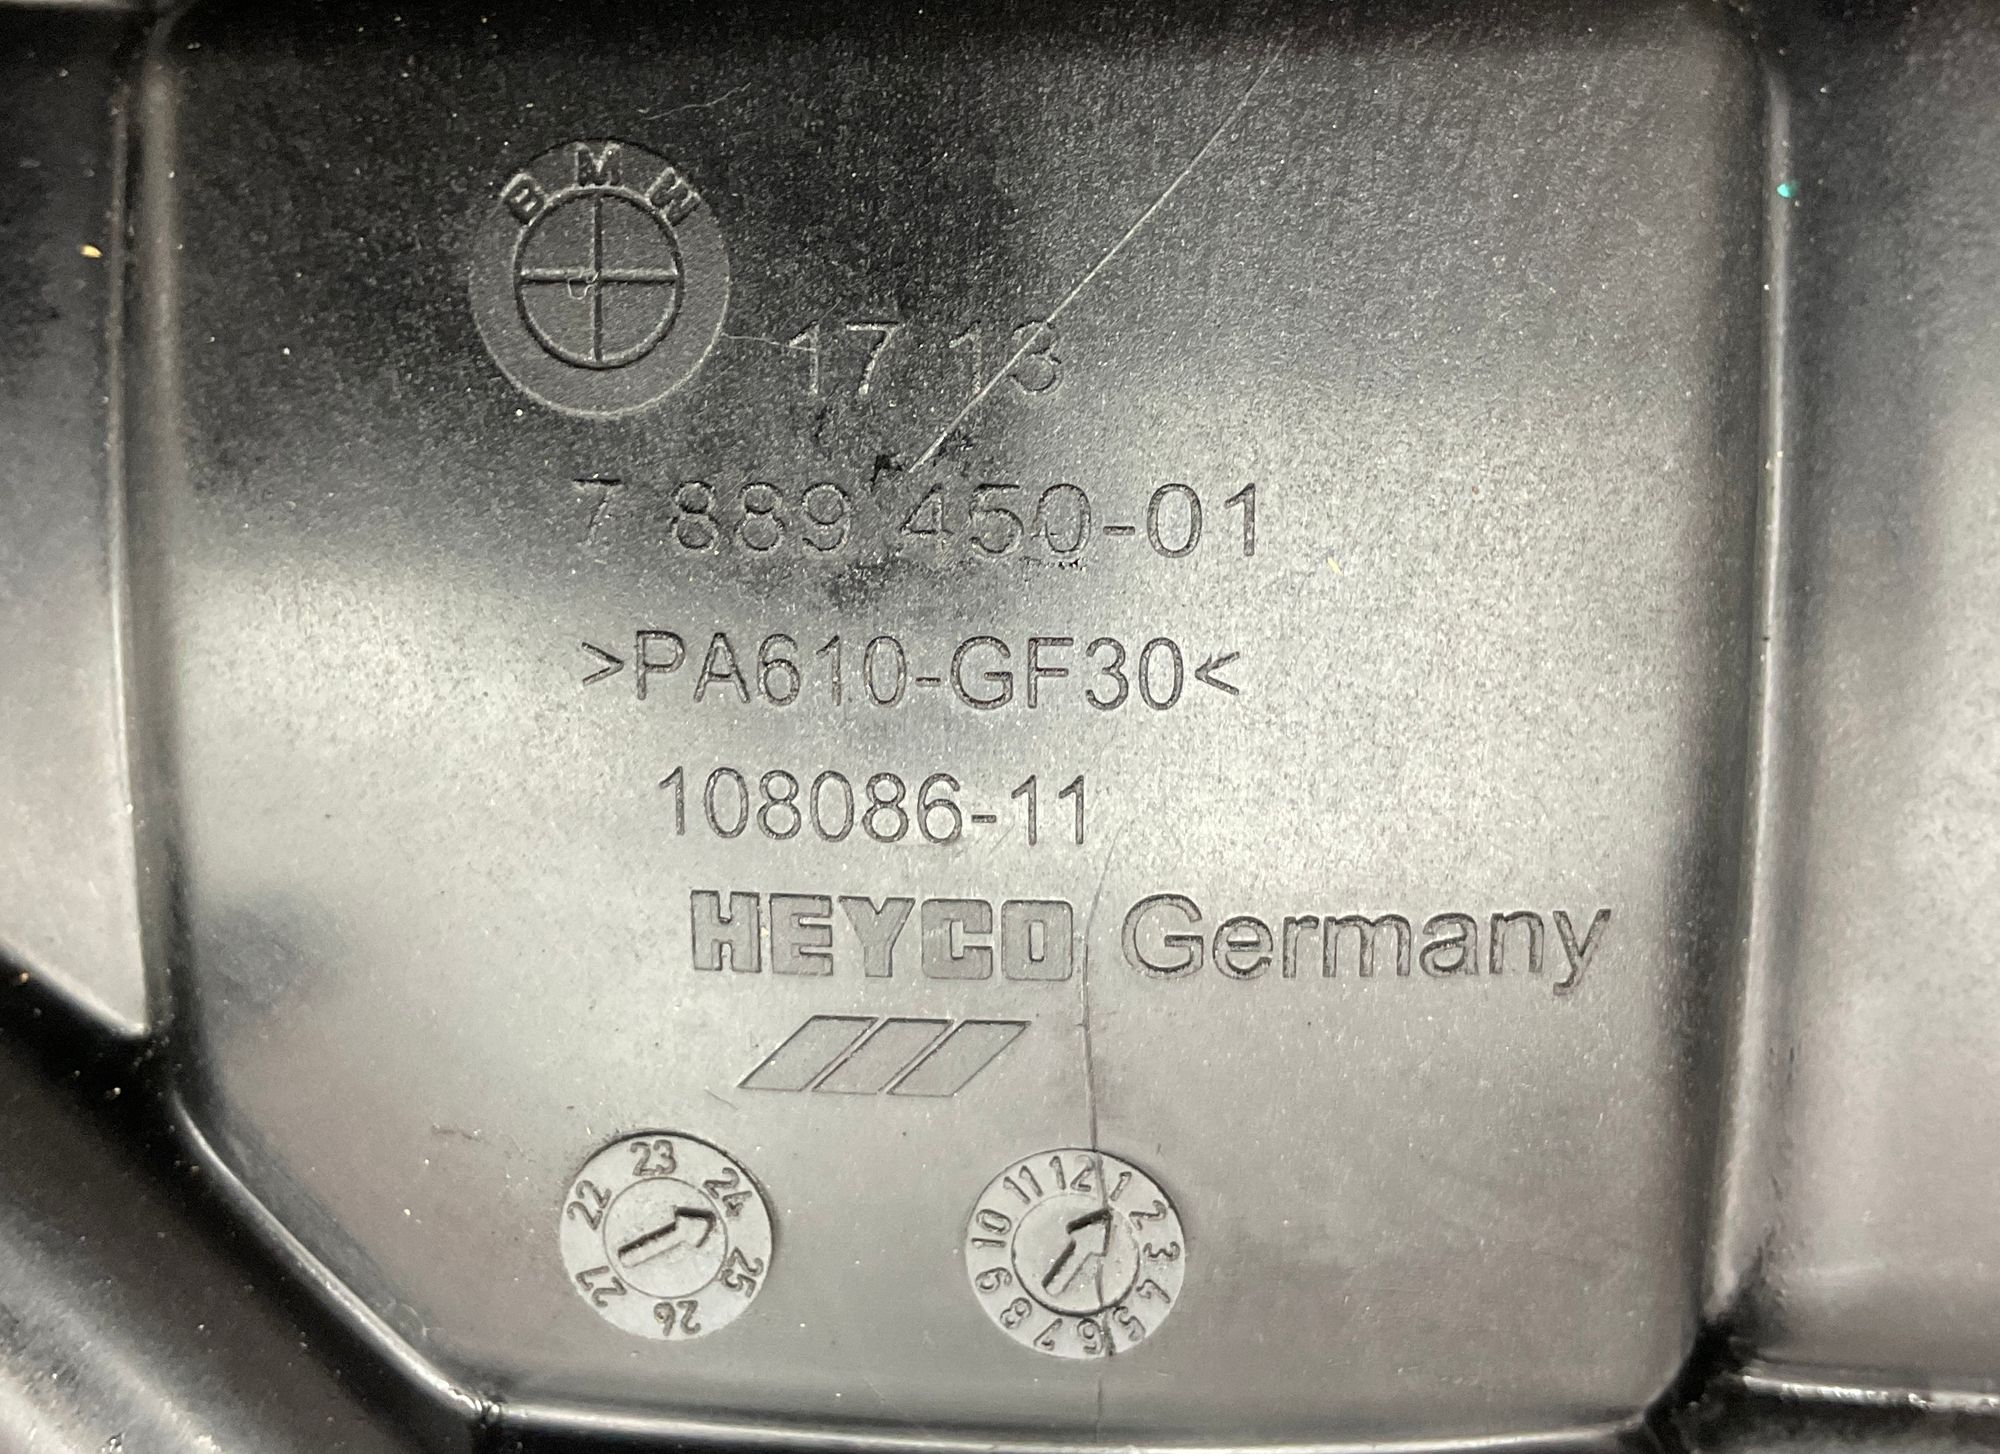 BMW
17 13
7 889 450-01
>PA610-GF30<
108086-11
HEYCO Germany
22 23 24 25 26 27
12 1 2 3 4 5 6 7 8 9 10 11